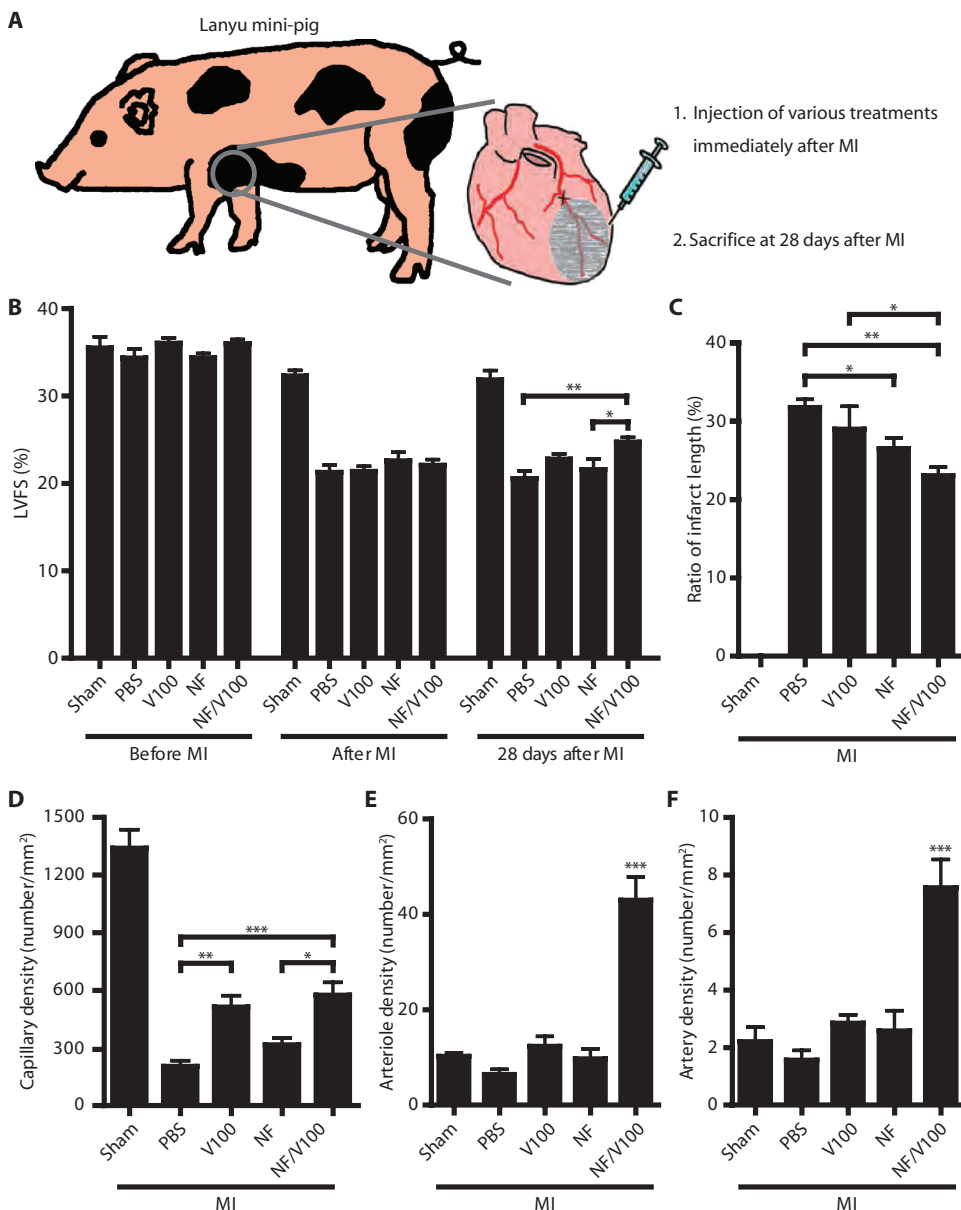 A
Lanyu mini-pig
1. Injection of various treatments
immediately after MI
2. Sacrifice at 28 days after MI
B
LVFS (%)
40
30
20
10
0
**
*
Sham
PBS
V100
NF
NF/V100
Sham
PBS
V100
NF
NF/V100
Sham
PBS
V100
NF
NF/V100
Before MI
After MI
28 days after MI
C
Ratio of infarct length (%)
40
30
20
10
0
*
**
*
Sham
PBS
V100
NF
NF/V100
MI
D
Capillary density (number/mm²)
1500
1200
900
600
300
0
***
**
*
Sham
PBS
V100
NF
NF/V100
MI
E
Arteriole density (number/mm²)
60
40
20
0
***
Sham
PBS
V100
NF
NF/V100
MI
F
Artery density (number/mm²)
10
8
6
4
2
0
***
Sham
PBS
V100
NF
NF/V100
MI